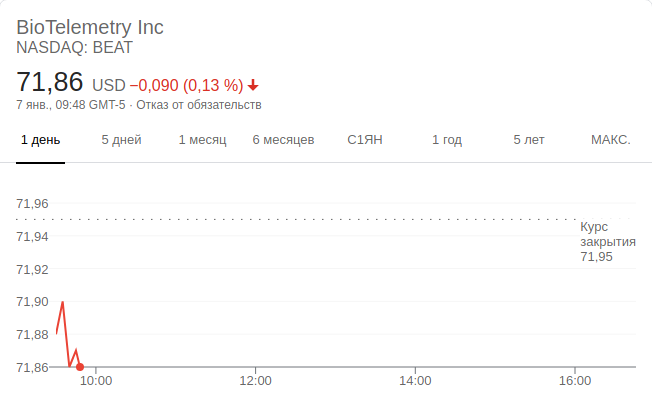 BioTelemetry Inc
NASDAQ: BEAT
71,86 USD −0,090 (0,13 %)
7 янв., 09:48 GMT-5 · Отказ от обязательств
1 день 5 дней 1 месяц 6 месяцев С1ЯН 1 год 5 лет МАКС.
71,96
Курс
71,94
закрытия
71,95
71,92
71,90
71,88
71,86
10:00 12:00 14:00 16:00